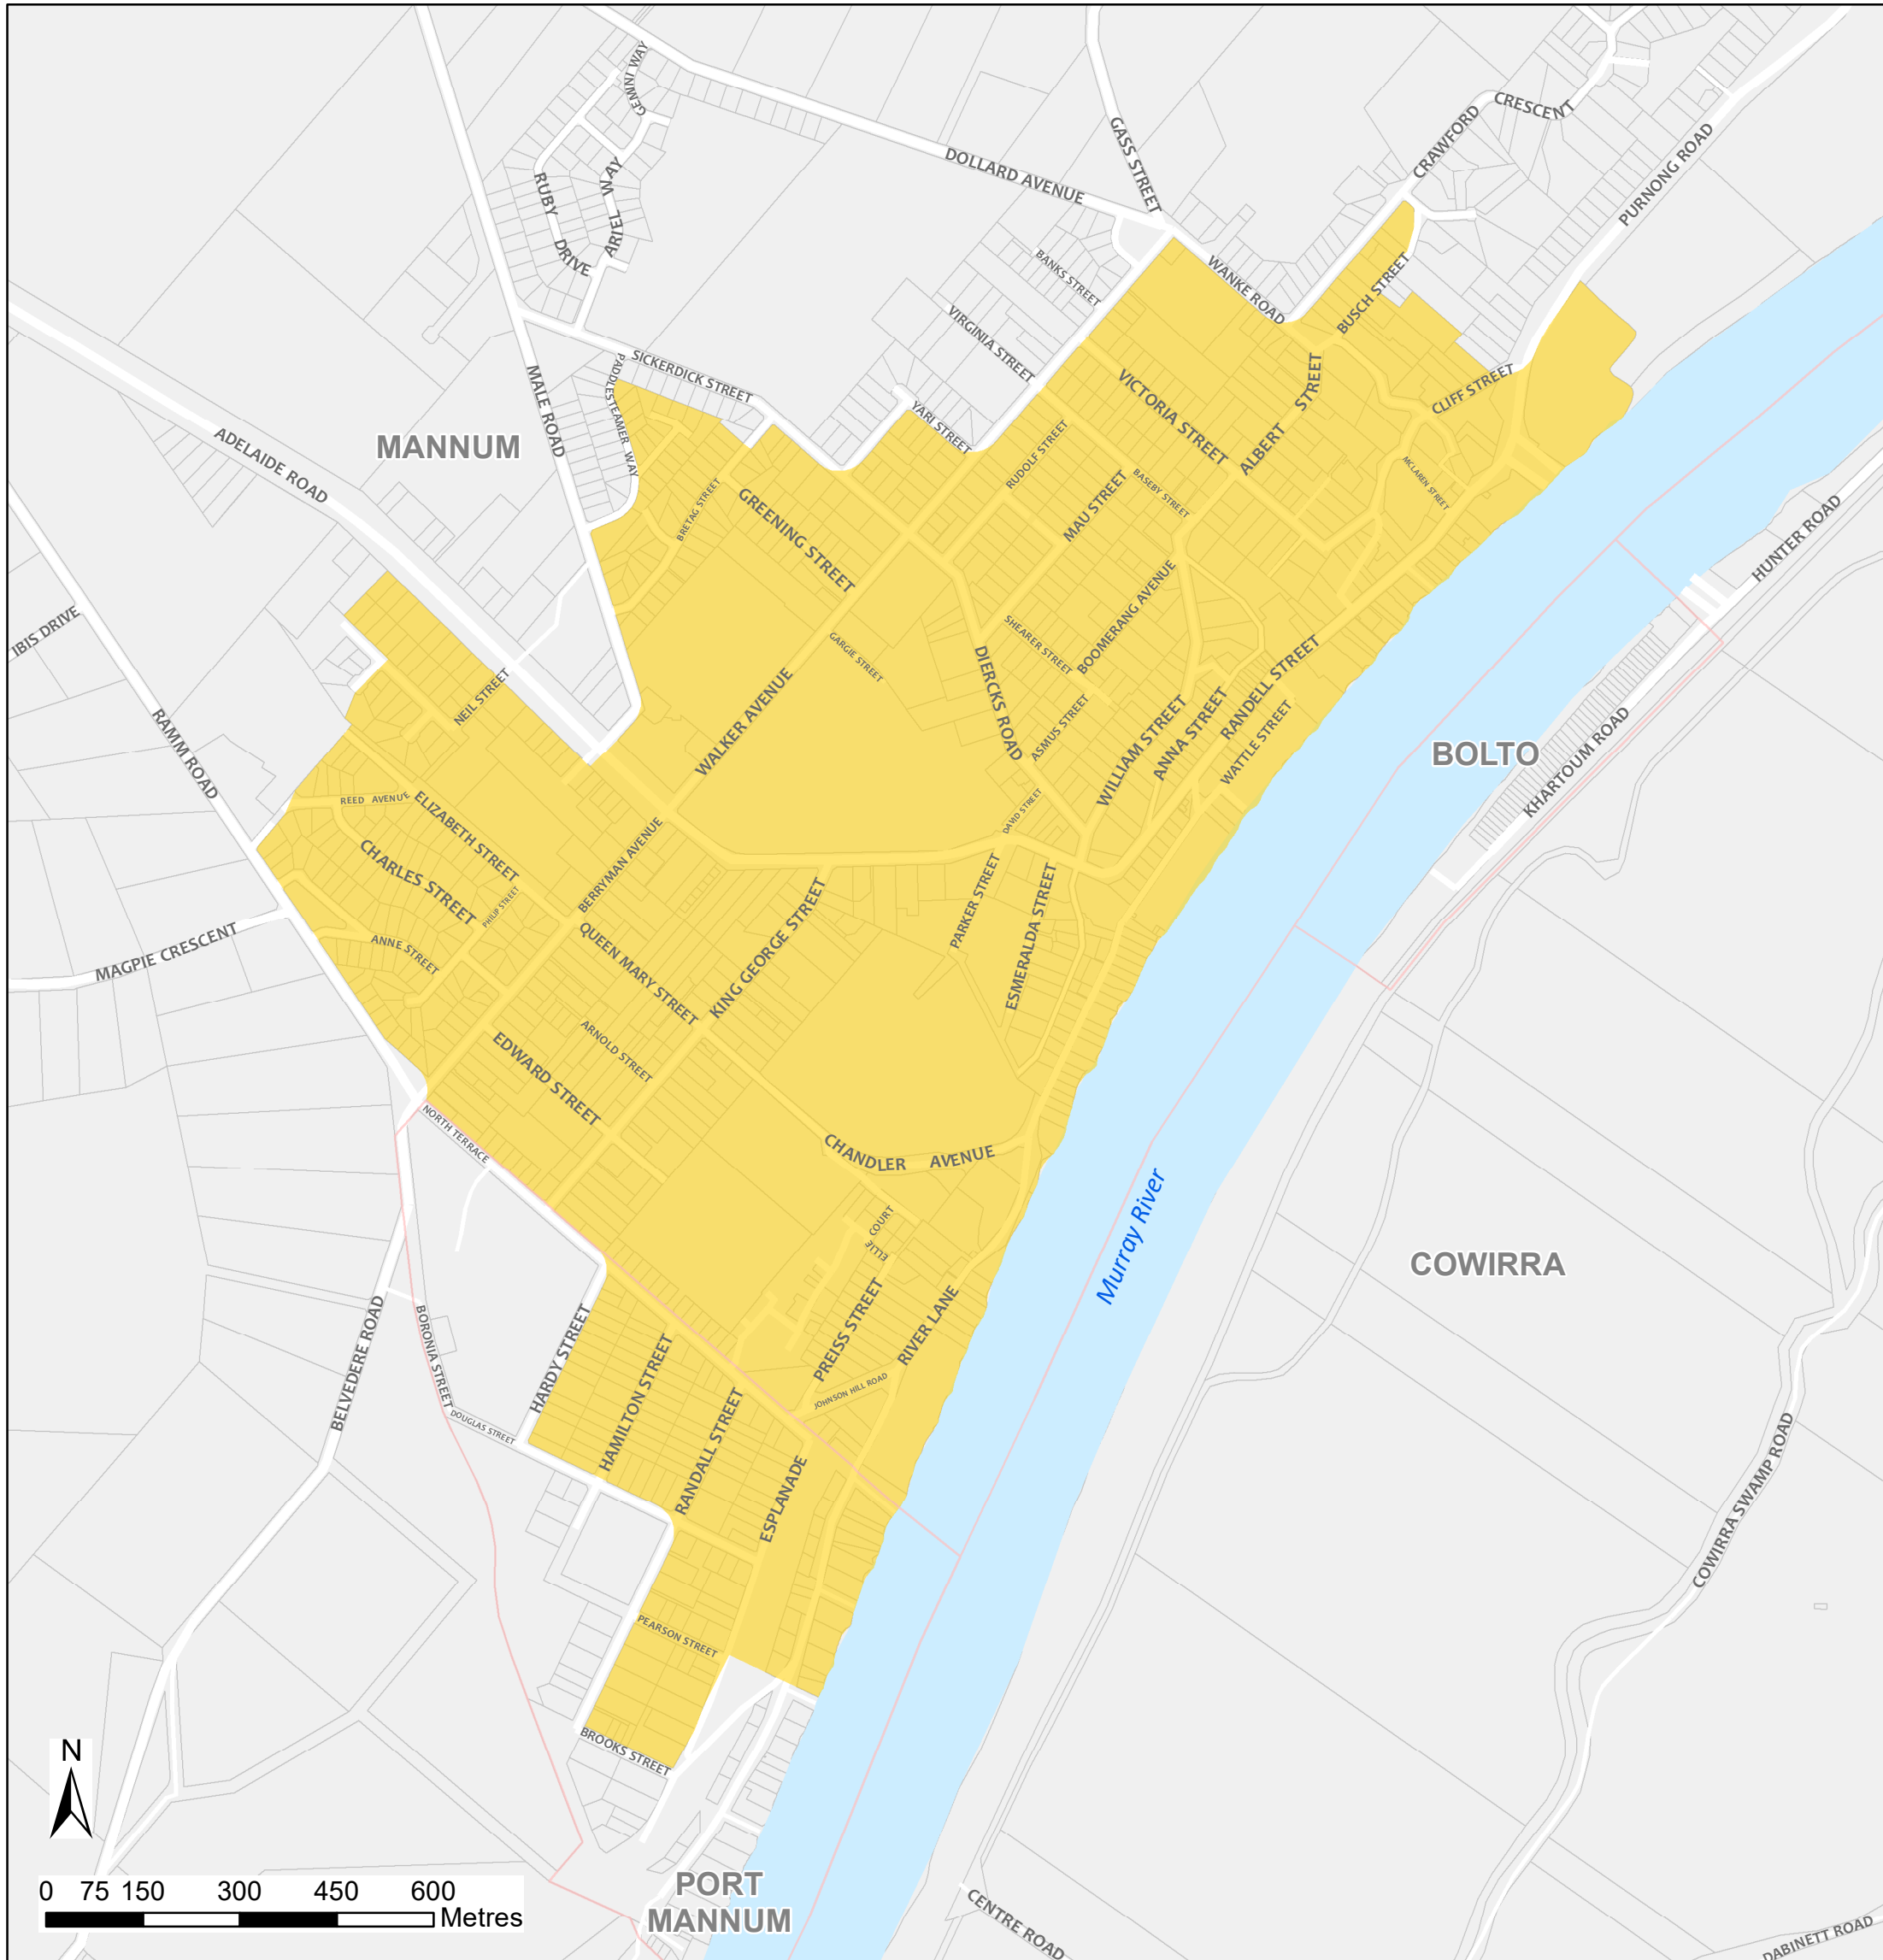 GEMINI WAY
RUBY DRIVE
ARIEL WAY
DOLLARD AVENUE
GASS STREET
CRAWFORD CRESCENT
PURNONG ROAD
BANKS STREET
WANKE ROAD
BUSCH STREET
VIRGINIA STREET
SICKERDICK STREET
PADDLESTEAMER WAY
MALE ROAD
YARI STREET
VICTORIA STREET
ALBERT STREET
CLIFF STREET
MANNUM
ADELAIDE ROAD
RUDOLF STREET
MAU STREET
BASEBY STREET
MCLAREN STREET
BRETAG STREET
GREENING STREET
HUNTER ROAD
IBIS DRIVE
GARGIE STREET
SHEARER STREET
BOOMERANG AVENUE
DIERCKS ROAD
NEIL STREET
WALKER AVENUE
ASMUS STREET
WILLIAM STREET
ANNA STREET
RANDELL STREET
WATTLE STREET
RAMM ROAD
BOLTO
KHARTOUM ROAD
REED AVENUE
ELIZABETH STREET
DAVID STREET
CHARLES STREET
BERRYMAN AVENUE
PHILIP STREET
PARKER STREET
ESMERALDA STREET
MAGPIE CRESCENT
ANNE STREET
QUEEN MARY STREET
KING GEORGE STREET
ARNOLD STREET
EDWARD STREET
NORTH TERRACE
CHANDLER AVENUE
Murray River
COWIRRA
ELLIE COURT
PREISS STREET
RIVER LANE
BELVEDERE ROAD
BORONIA STREET
HARDY STREET
HAMILTON STREET
JOHNSON HILL ROAD
DOUGLAS STREET
RANDALL STREET
ESPLANADE
COWIRRA SWAMP ROAD
PEARSON STREET
BROOKS STREET
N
0 75 150 300 450 600
Metres
PORT
MANNUM
CENTRE ROAD
DABINETT ROAD